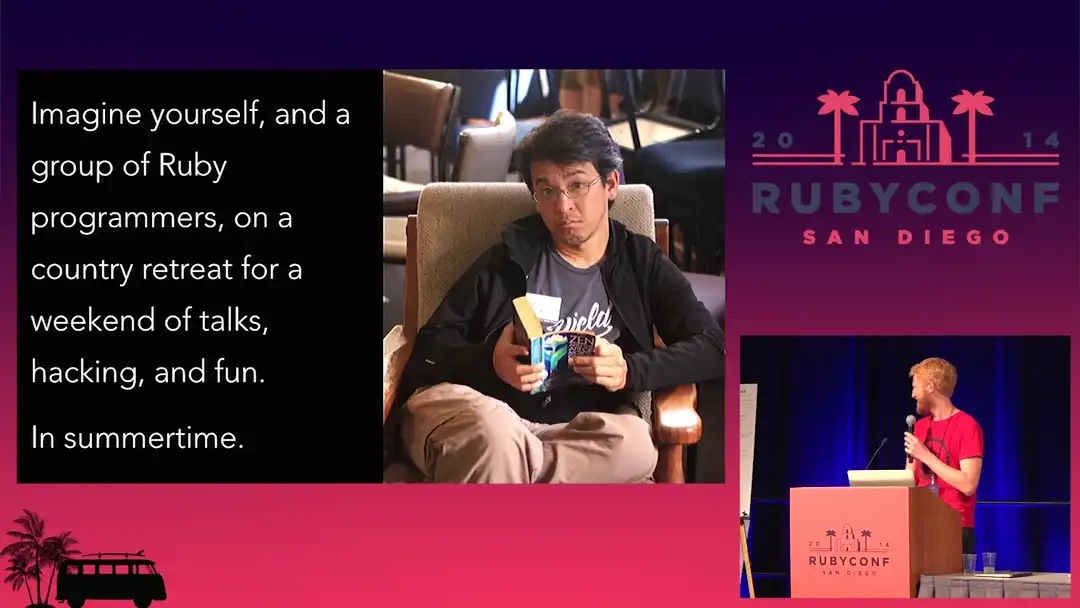 Imagine yourself, and a
group of Ruby
programmers, on a
country retreat for a
weekend of talks,
hacking, and fun.
In summertime.
ZEN
20 14
RUBYCONF
SAN DIEGO
20 14
RUBYCONF
SAN DIEGO